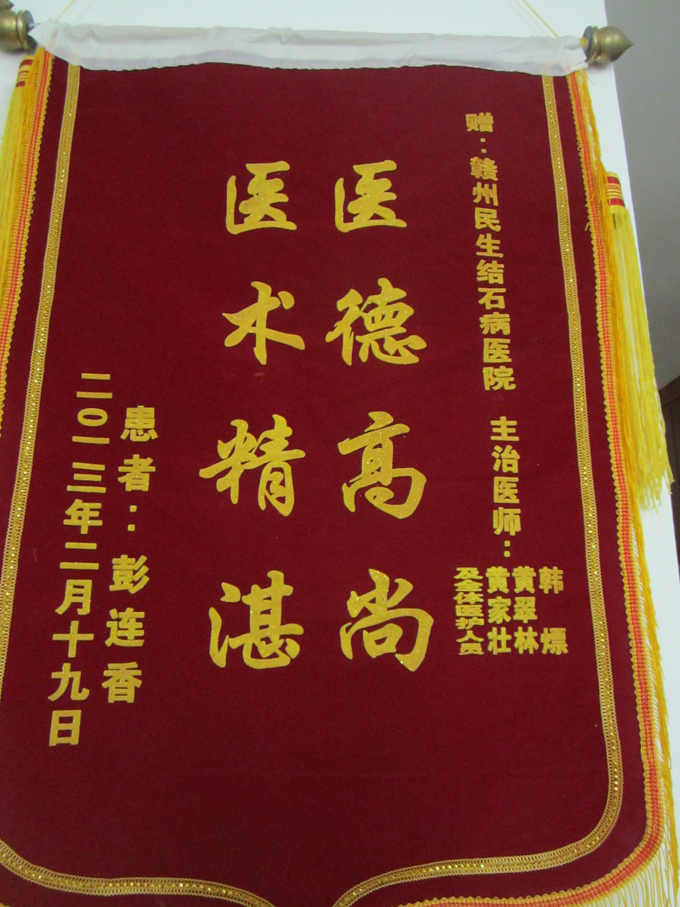 赠：赣州民生结石病医院 主治医师：
韩熛
黄翠林
黄家壮
及全体医护人员
医德高尚
医术精湛
患者：彭连香
二〇一三年二月十九日